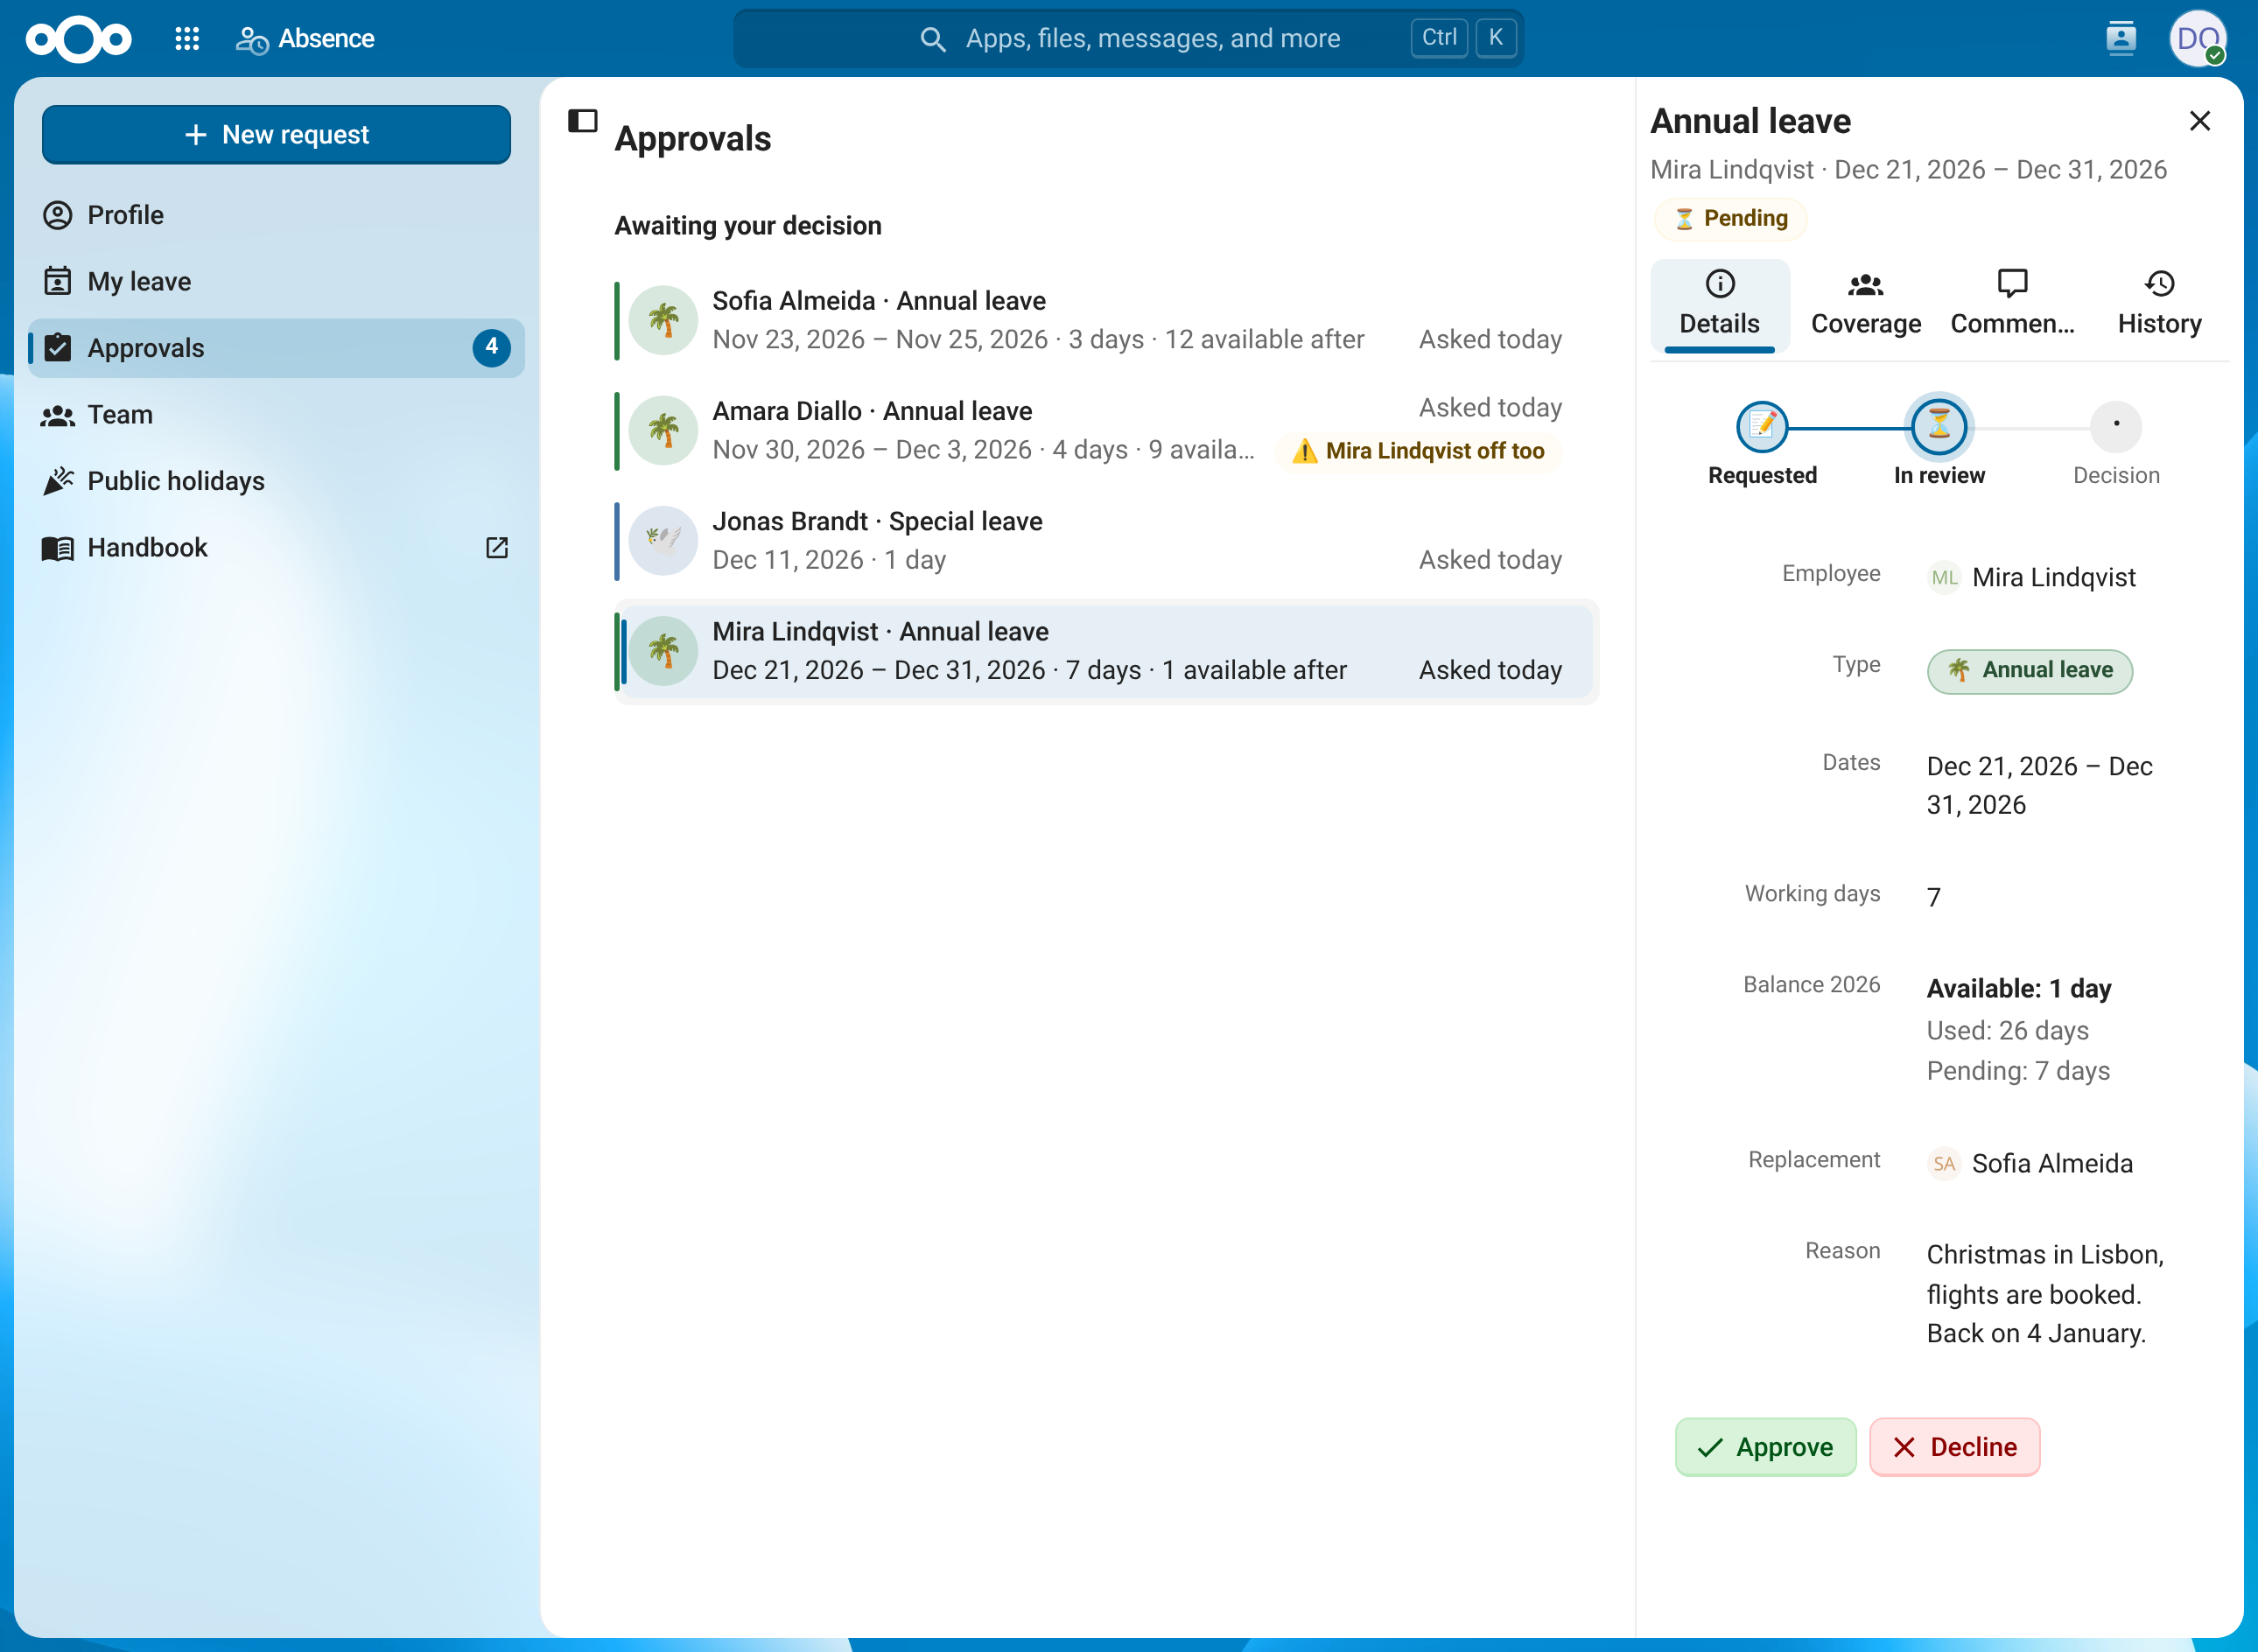 Absence
Apps, files, messages, and more
Ctrl
K
DO
New request
Profile
My leave
Approvals
4
Team
Public holidays
Handbook
Approvals
Awaiting your decision
Sofia Almeida · Annual leave
Nov 23, 2026 – Nov 25, 2026 · 3 days · 12 available after
Asked today
Amara Diallo · Annual leave
Asked today
Nov 30, 2026 – Dec 3, 2026 · 4 days · 9 availa...
Mira Lindqvist off too
Jonas Brandt · Special leave
Dec 11, 2026 · 1 day
Asked today
Mira Lindqvist · Annual leave
Dec 21, 2026 – Dec 31, 2026 · 7 days · 1 available after
Asked today
Annual leave
Mira Lindqvist · Dec 21, 2026 – Dec 31, 2026
Pending
Details
Coverage
Commen...
History
Requested
In review
Decision
Employee
ML
Mira Lindqvist
Type
Annual leave
Dates
Dec 21, 2026 – Dec
31, 2026
Working days
7
Balance 2026
Available: 1 day
Used: 26 days
Pending: 7 days
Replacement
SA
Sofia Almeida
Reason
Christmas in Lisbon,
flights are booked.
Back on 4 January.
Approve
Decline